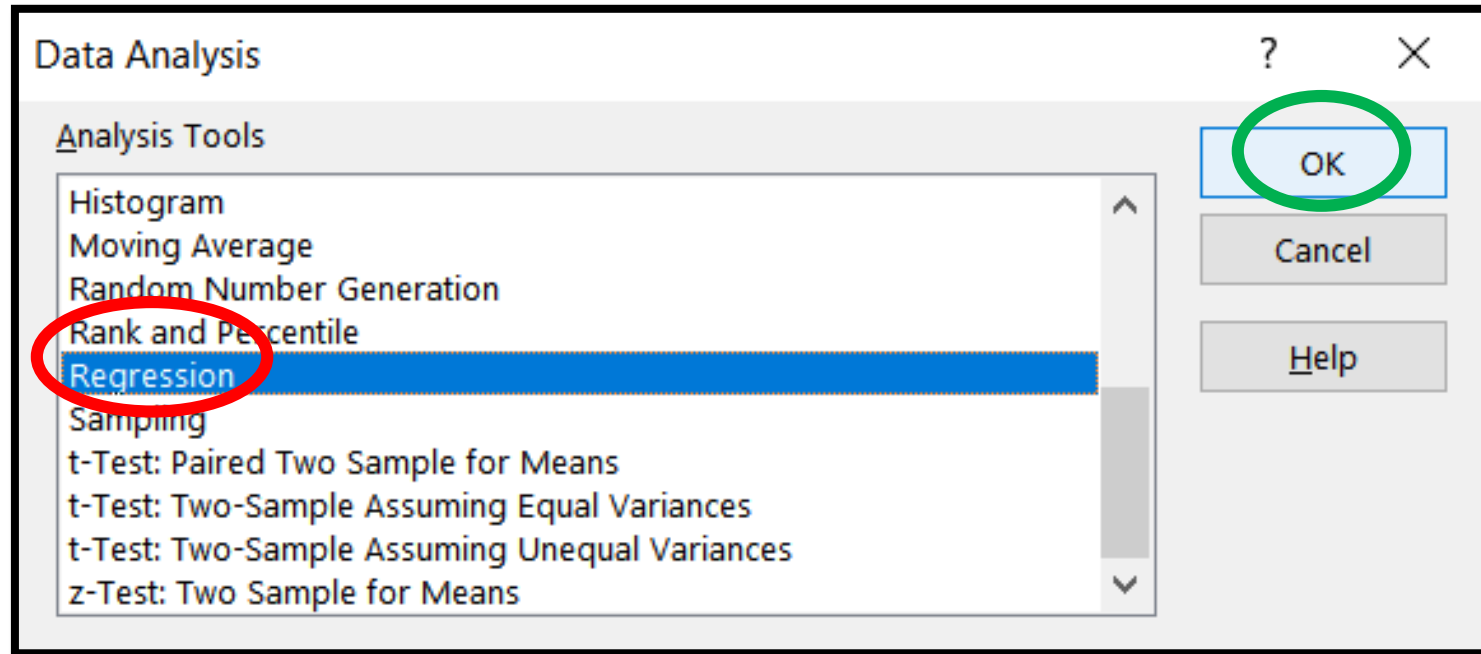 Data Analysis ? ×
Analysis Tools
OK
Histogram
Moving Average
Cancel
Random Number Generation
Rank and Percentile
Help
Regression
Sampling
t-Test: Paired Two Sample for Means
t-Test: Two-Sample Assuming Equal Variances
t-Test: Two-Sample Assuming Unequal Variances
z-Test: Two Sample for Means